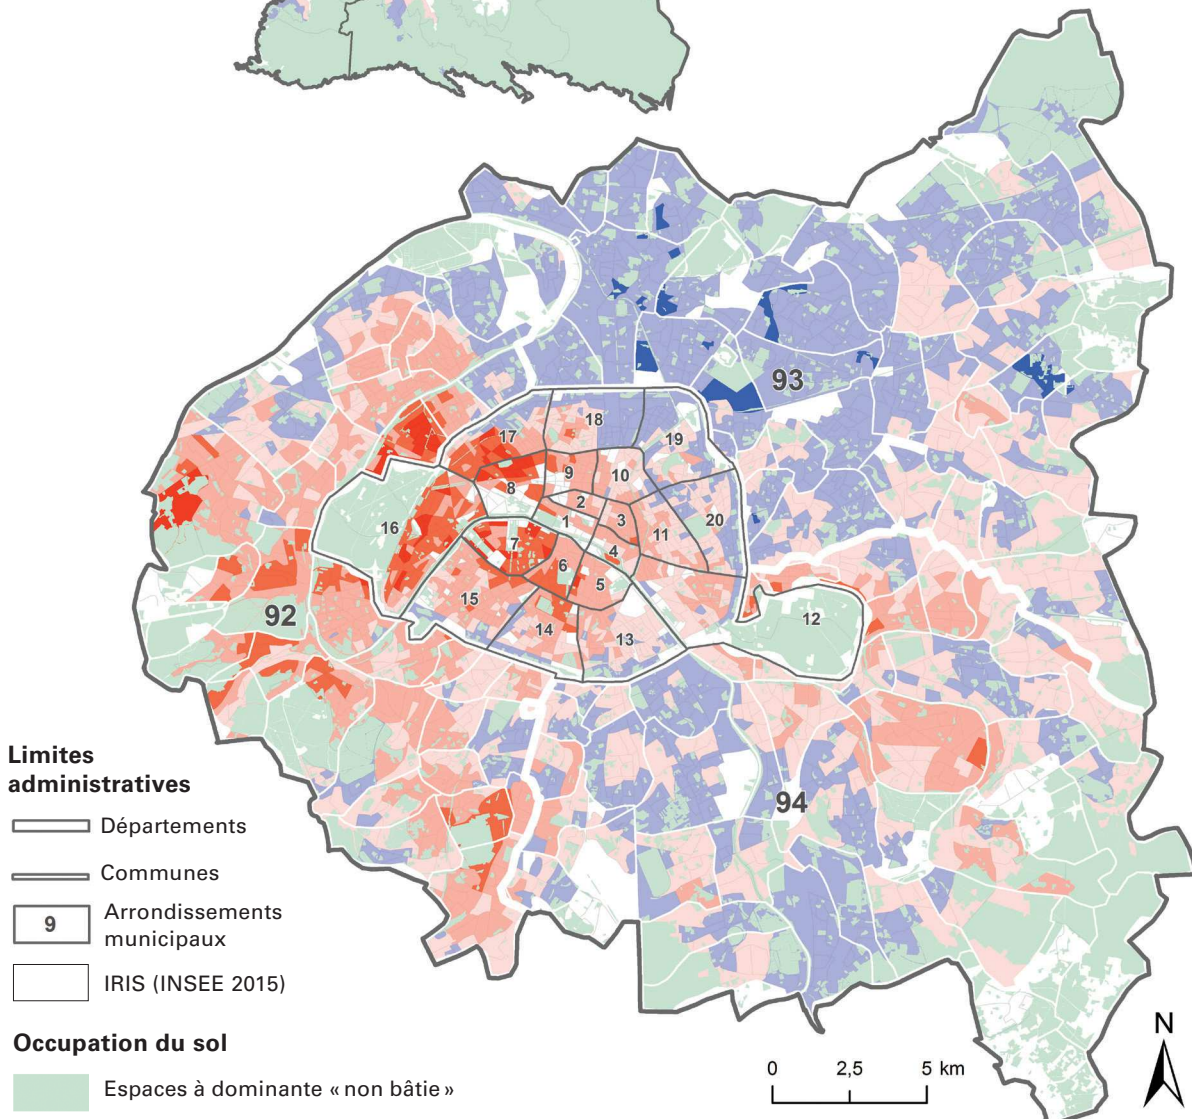 93
18
17
19
9
10
8
2
16
1
3
11
20
7
4
6
5
15
92
12
14
13
94
Limites
administratives
Départements
Communes
9
Arrondissements
municipaux
IRIS (INSEE 2015)
Occupation du sol
Espaces à dominante « non bâtie »
0
2,5
5 km
N